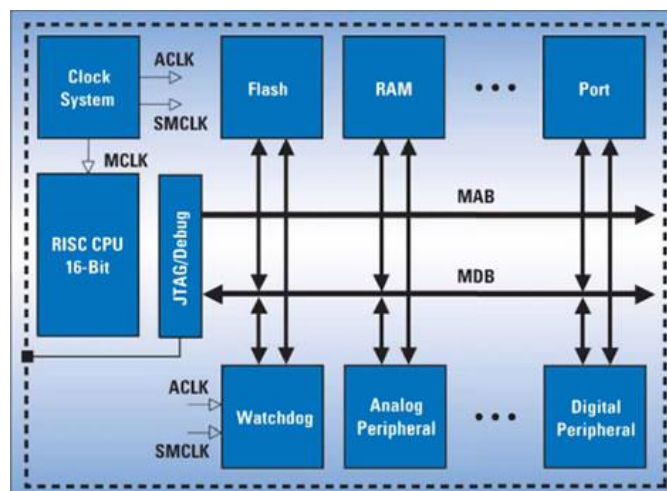 Clock
System
ACLK
SMCLK
Flash
RAM
• • •
Port
MCLK
RISC CPU
16-Bit
JTAG/Debug
MAB
MDB
ACLK
SMCLK
Watchdog
Analog
Peripheral
• • •
Digital
Peripheral